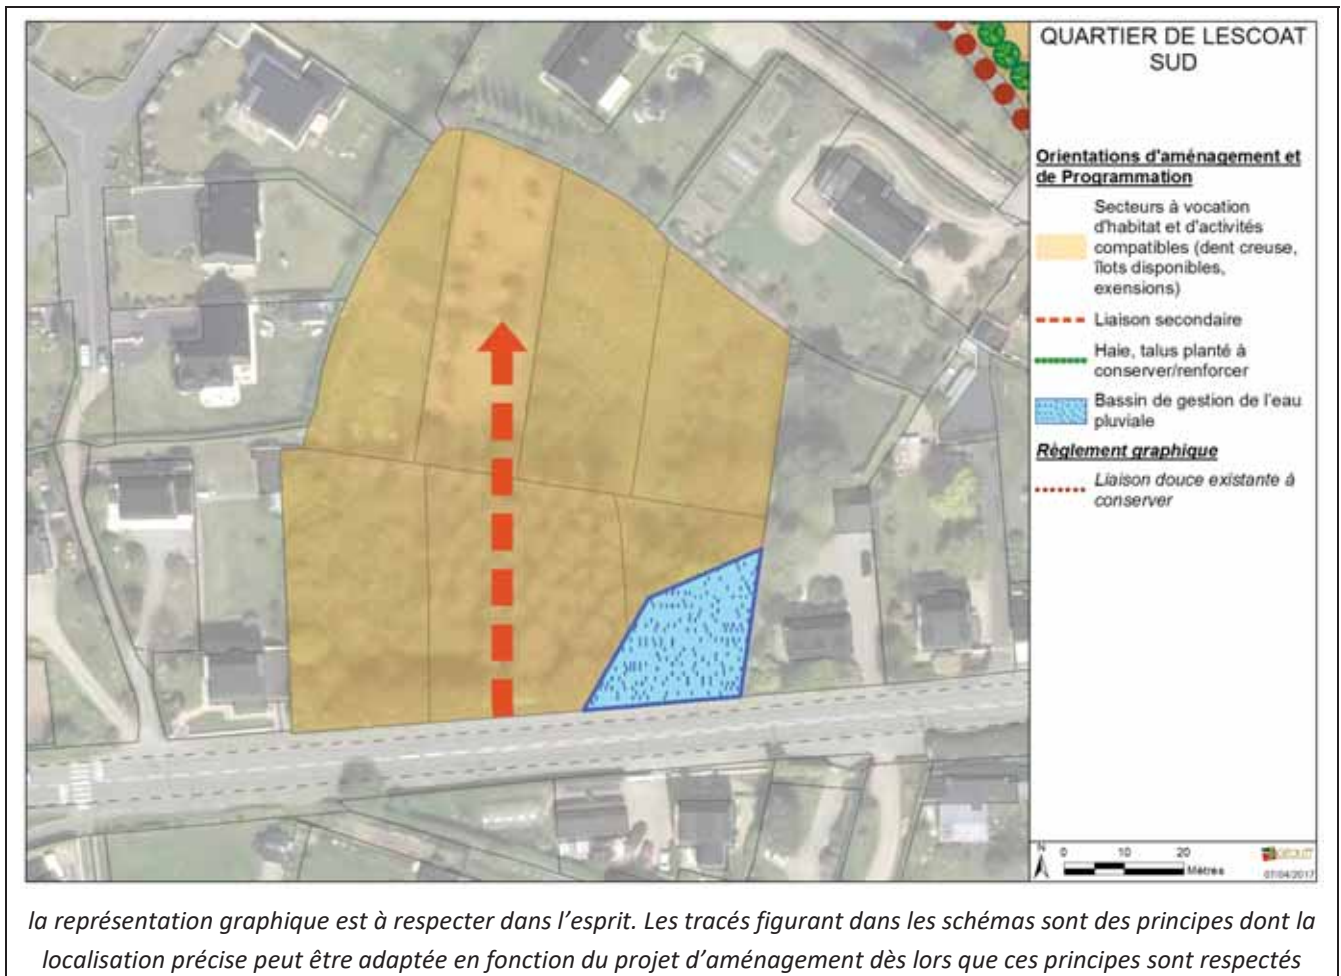 QUARTIER DE LESCOAT
SUD
Orientations d'aménagement et
de Programmation
Secteurs à vocation
d'habitat et d'activités
compatibles (dent creuse,
îlots disponibles,
exensions)
Liaison secondaire
Haie, talus planté à
conserver/renforcer
Bassin de gestion de l'eau
pluviale
Règlement graphique
Liaison douce existante à
conserver
N
0 10 20
Mètres
07/04/2017
la représentation graphique est à respecter dans l'esprit. Les tracés figurant dans les schémas sont des principes dont la
localisation précise peut être adaptée en fonction du projet d'aménagement dès lors que ces principes sont respectés